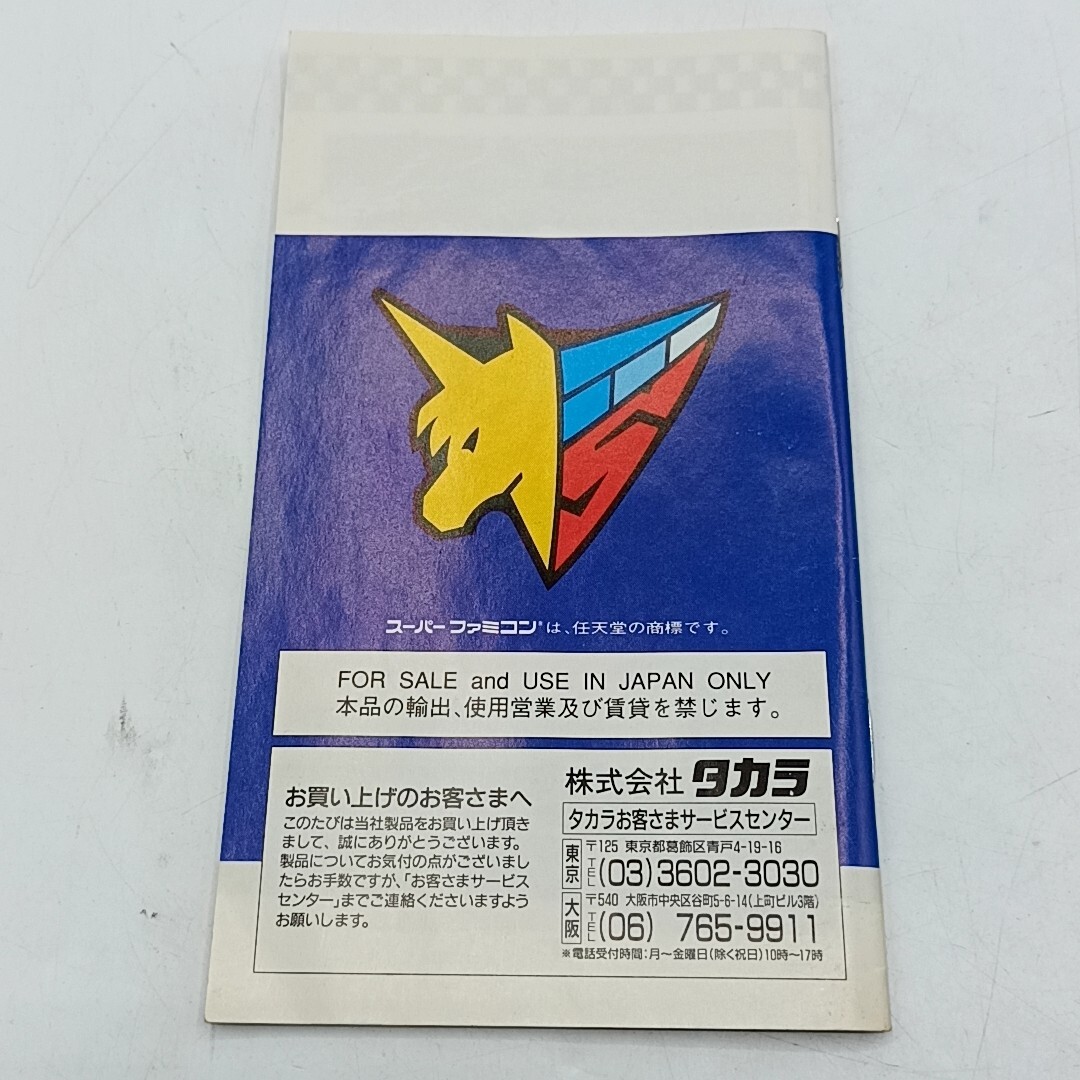 スーパーファミコン®は、任天堂の商標です。
FOR SALE and USE IN JAPAN ONLY
本品の輸出、使用営業及び賃貸を禁じます。
お買い上げのお客さまへ
このたびは当社製品をお買い上げ頂き
まして、誠にありがとうございます。
製品についてお気付の点がございまし
たらお手数ですが、「お客さまサービス
センター」までご連絡くださいますよう
お願いします。
株式会社 タカラ
タカラお客さまサービスセンター
東京 〒125 東京都葛飾区青戸4-19-16
TEL (03)3602-3030
大阪 〒540 大阪市中央区谷町5-6-14(上町ビル3階)
TEL (06) 765-9911
※電話受付時間:月〜金曜日(除く祝日)10時〜17時